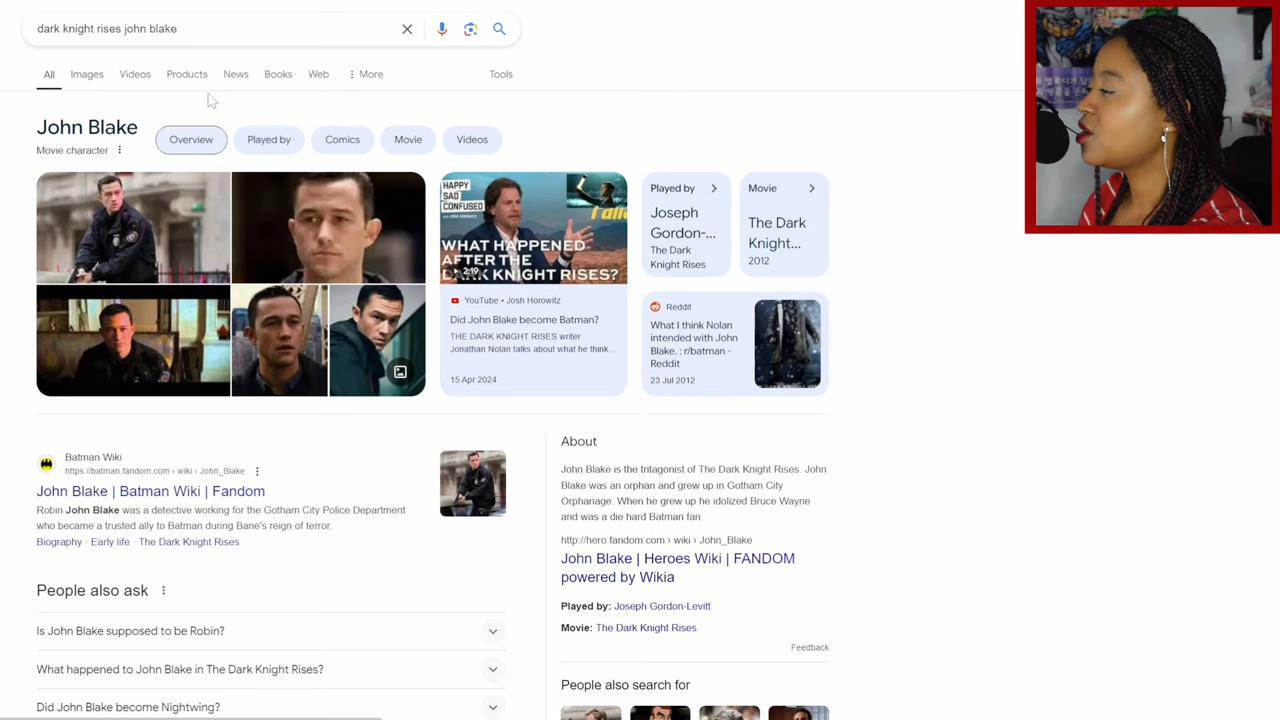 dark knight rises john blake
All
Images
Videos
Products
News
Books
Web
More
Tools
John Blake
Movie character
Overview
Played by
Comics
Movie
Videos
HAPPY
SAD
CONFUSED
WHAT HAPPENED
AFTER THE
DARK KNIGHT RISES?
2:19
YouTube • Josh Horowitz
Did John Blake become Batman?
THE DARK KNIGHT RISES writer
Jonathan Nolan talks about what he think...
15 Apr 2024
Played by
Joseph
Gordon-...
The Dark
Knight Rises
Movie
The Dark
Knight...
2012
Reddit
What I think Nolan
intended with John
Blake. : r/batman -
Reddit
23 Jul 2012
Batman Wiki
https://batman.fandom.com › wiki › John_Blake
John Blake | Batman Wiki | Fandom
Robin John Blake was a detective working for the Gotham City Police Department
who became a trusted ally to Batman during Bane's reign of terror.
Biography · Early life · The Dark Knight Rises
People also ask
Is John Blake supposed to be Robin?
What happened to John Blake in The Dark Knight Rises?
Did John Blake become Nightwing?
About
John Blake is the tritagonist of The Dark Knight Rises. John
Blake was an orphan and grew up in Gotham City
Orphanage. When he grew up he idolized Bruce Wayne
and was a die hard Batman fan.
http://hero.fandom.com › wiki › John_Blake
John Blake | Heroes Wiki | FANDOM
powered by Wikia
Played by: Joseph Gordon-Levitt
Movie: The Dark Knight Rises
Feedback
People also search for